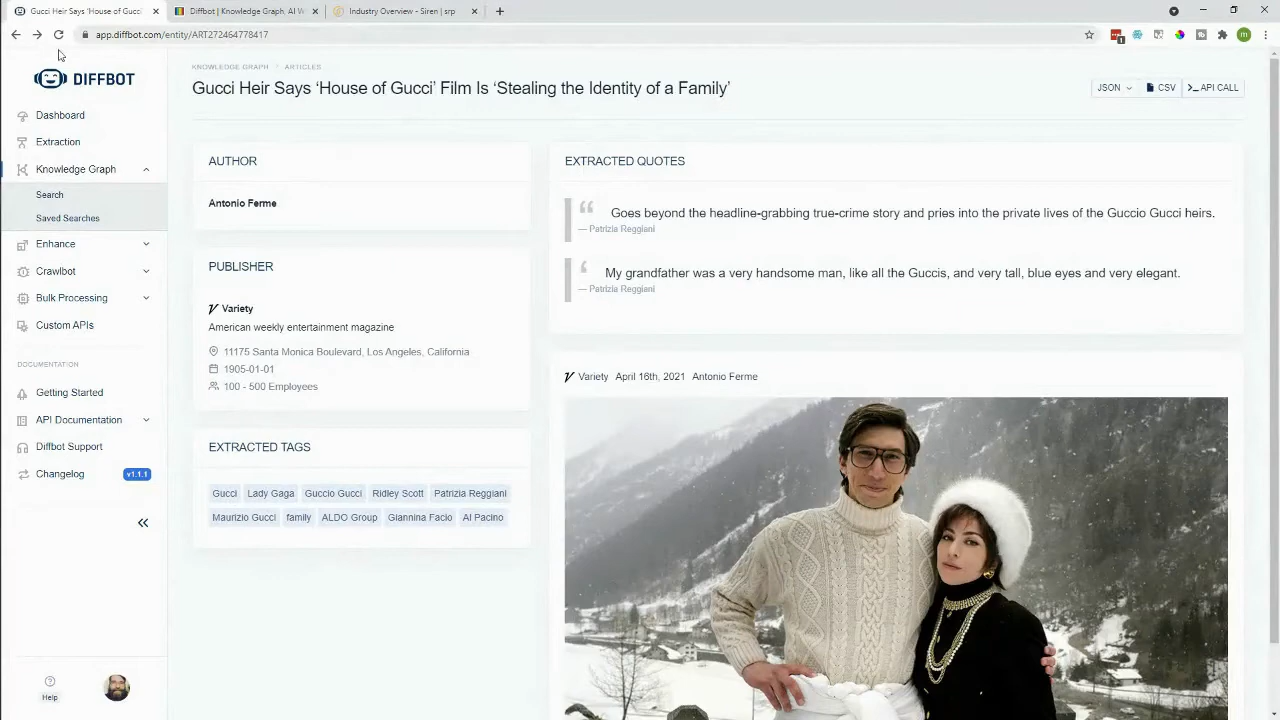 Gucci Heir Says 'House of Gucci'
Diffbot | Knowledge Graph, AI W
Industry Overview - Siren | srp
app.diffbot.com/entity/ART272464778417
1
m
DIFFBOT
Dashboard
Extraction
Knowledge Graph
Search
Saved Searches
Enhance
Crawlbot
Bulk Processing
Custom APIs
DOCUMENTATION
Getting Started
API Documentation
Diffbot Support
Changelog v1.1.1
Help
KNOWLEDGE GRAPH ARTICLES
Gucci Heir Says ‘House of Gucci’ Film Is ‘Stealing the Identity of a Family’
JSON CSV API CALL
AUTHOR
Antonio Ferme
PUBLISHER
Variety
American weekly entertainment magazine
11175 Santa Monica Boulevard, Los Angeles, California
1905-01-01
100 - 500 Employees
EXTRACTED TAGS
Gucci Lady Gaga Guccio Gucci Ridley Scott Patrizia Reggiani
Maurizio Gucci family ALDO Group Giannina Facio Al Pacino
EXTRACTED QUOTES
“ Goes beyond the headline-grabbing true-crime story and pries into the private lives of the Guccio Gucci heirs.
— Patrizia Reggiani
‘ My grandfather was a very handsome man, like all the Guccis, and very tall, blue eyes and very elegant.
— Patrizia Reggiani
Variety April 16th, 2021 Antonio Ferme